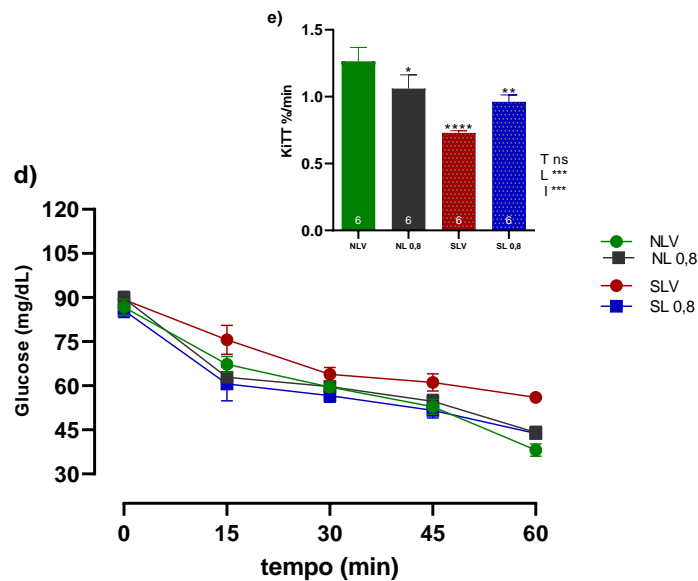 e)
KiTT %/min
1.5
1.0
0.5
0.0
*
****
**
6
6
6
6
NLV
NL 0,8
SLV
SL 0,8
T ns
L ***
I ***
d)
Glucose (mg/dL)
120
105
90
75
60
45
30
0
15
30
45
60
tempo (min)
NLV
NL 0,8
SLV
SL 0,8